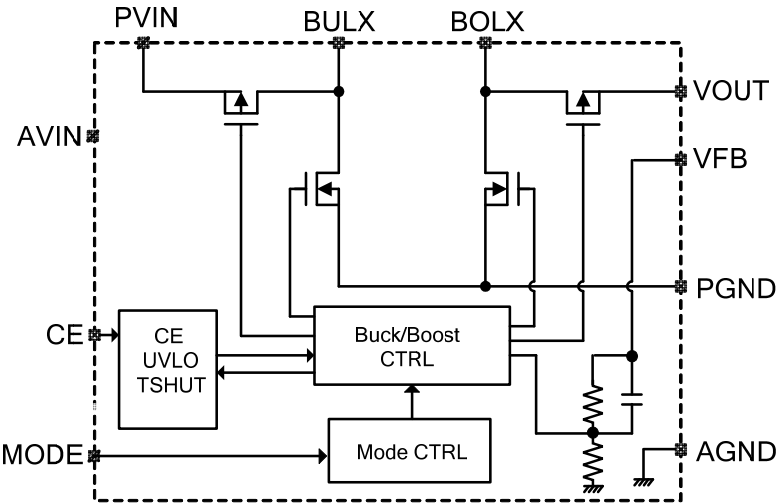 PVIN
BULX
BOLX
VOUT
AVIN
VFB
PGND
CE
CE
UVLO
TSHUT
Buck/Boost
CTRL
MODE
Mode CTRL
AGND